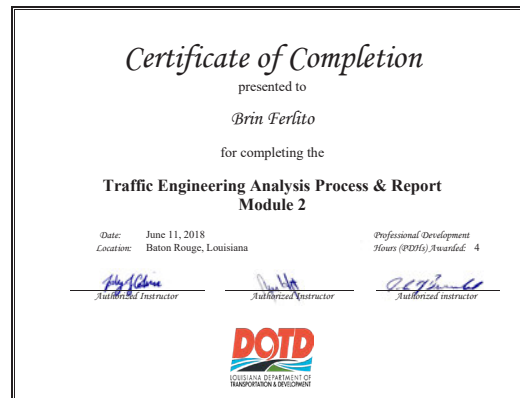 Certificate of Completion
presented to
Brin Ferlito
for completing the
Traffic Engineering Analysis Process & Report
Module 2
Date: June 11, 2018
Location: Baton Rouge, Louisiana
Professional Development
Hours (PDHs) Awarded: 4
Authorized Instructor
Authorized Instructor
Authorized instructor
DOTD
LOUISIANA DEPARTMENT OF
TRANSPORTATION & DEVELOPMENT